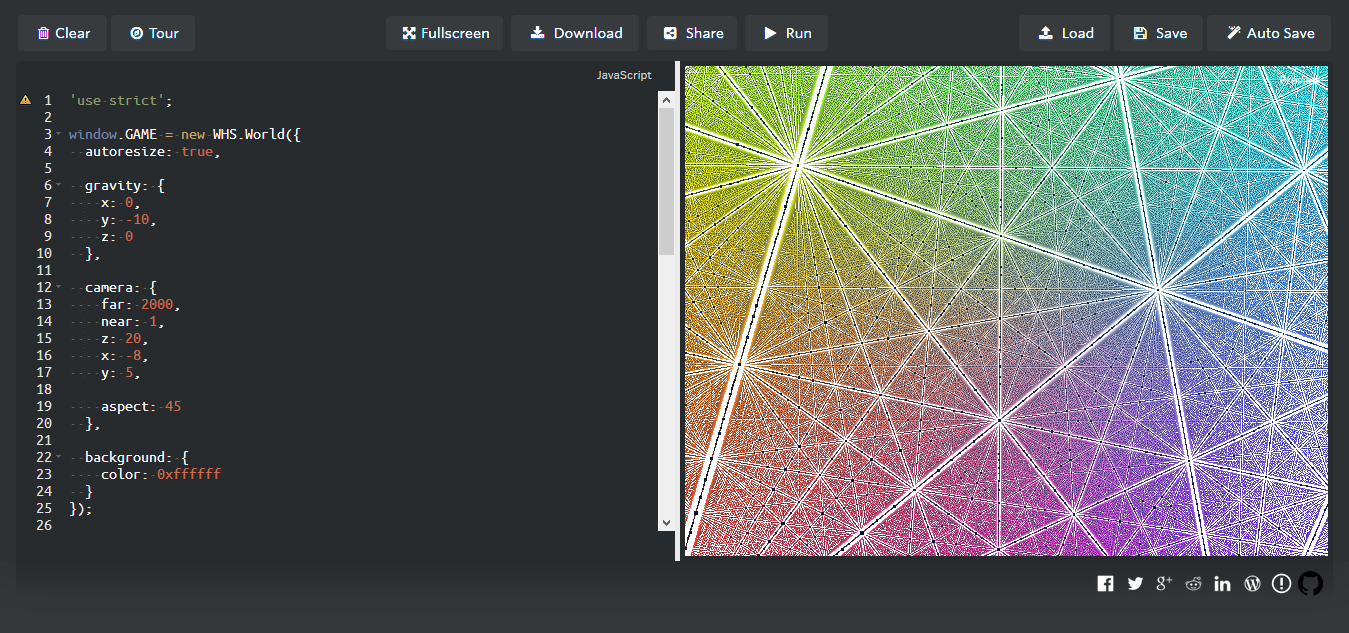 Clear Tour Fullscreen Download Share Run Load Save Auto Save
JavaScript
1 'use strict';
2
3 window.GAME = new WHS.World({
4 autoresize: true,
5
6 gravity: {
7 x: 0,
8 y: -10,
9 z: 0
10 },
11
12 camera: {
13 far: 2000,
14 near: 1,
15 z: 20,
16 x: -8,
17 y: 5,
18
19 aspect: 45
20 },
21
22 background: {
23 color: 0xffffff
24 }
25 });
26